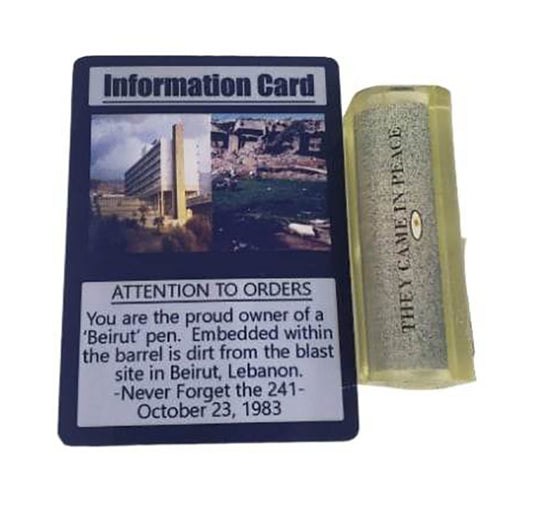 Information Card
ATTENTION TO ORDERS
You are the proud owner of a
'Beirut' pen.  Embedded within
the barrel is dirt from the blast
site in Beirut, Lebanon.
-Never Forget the 241-
October 23, 1983
THEY CAME IN PEACE